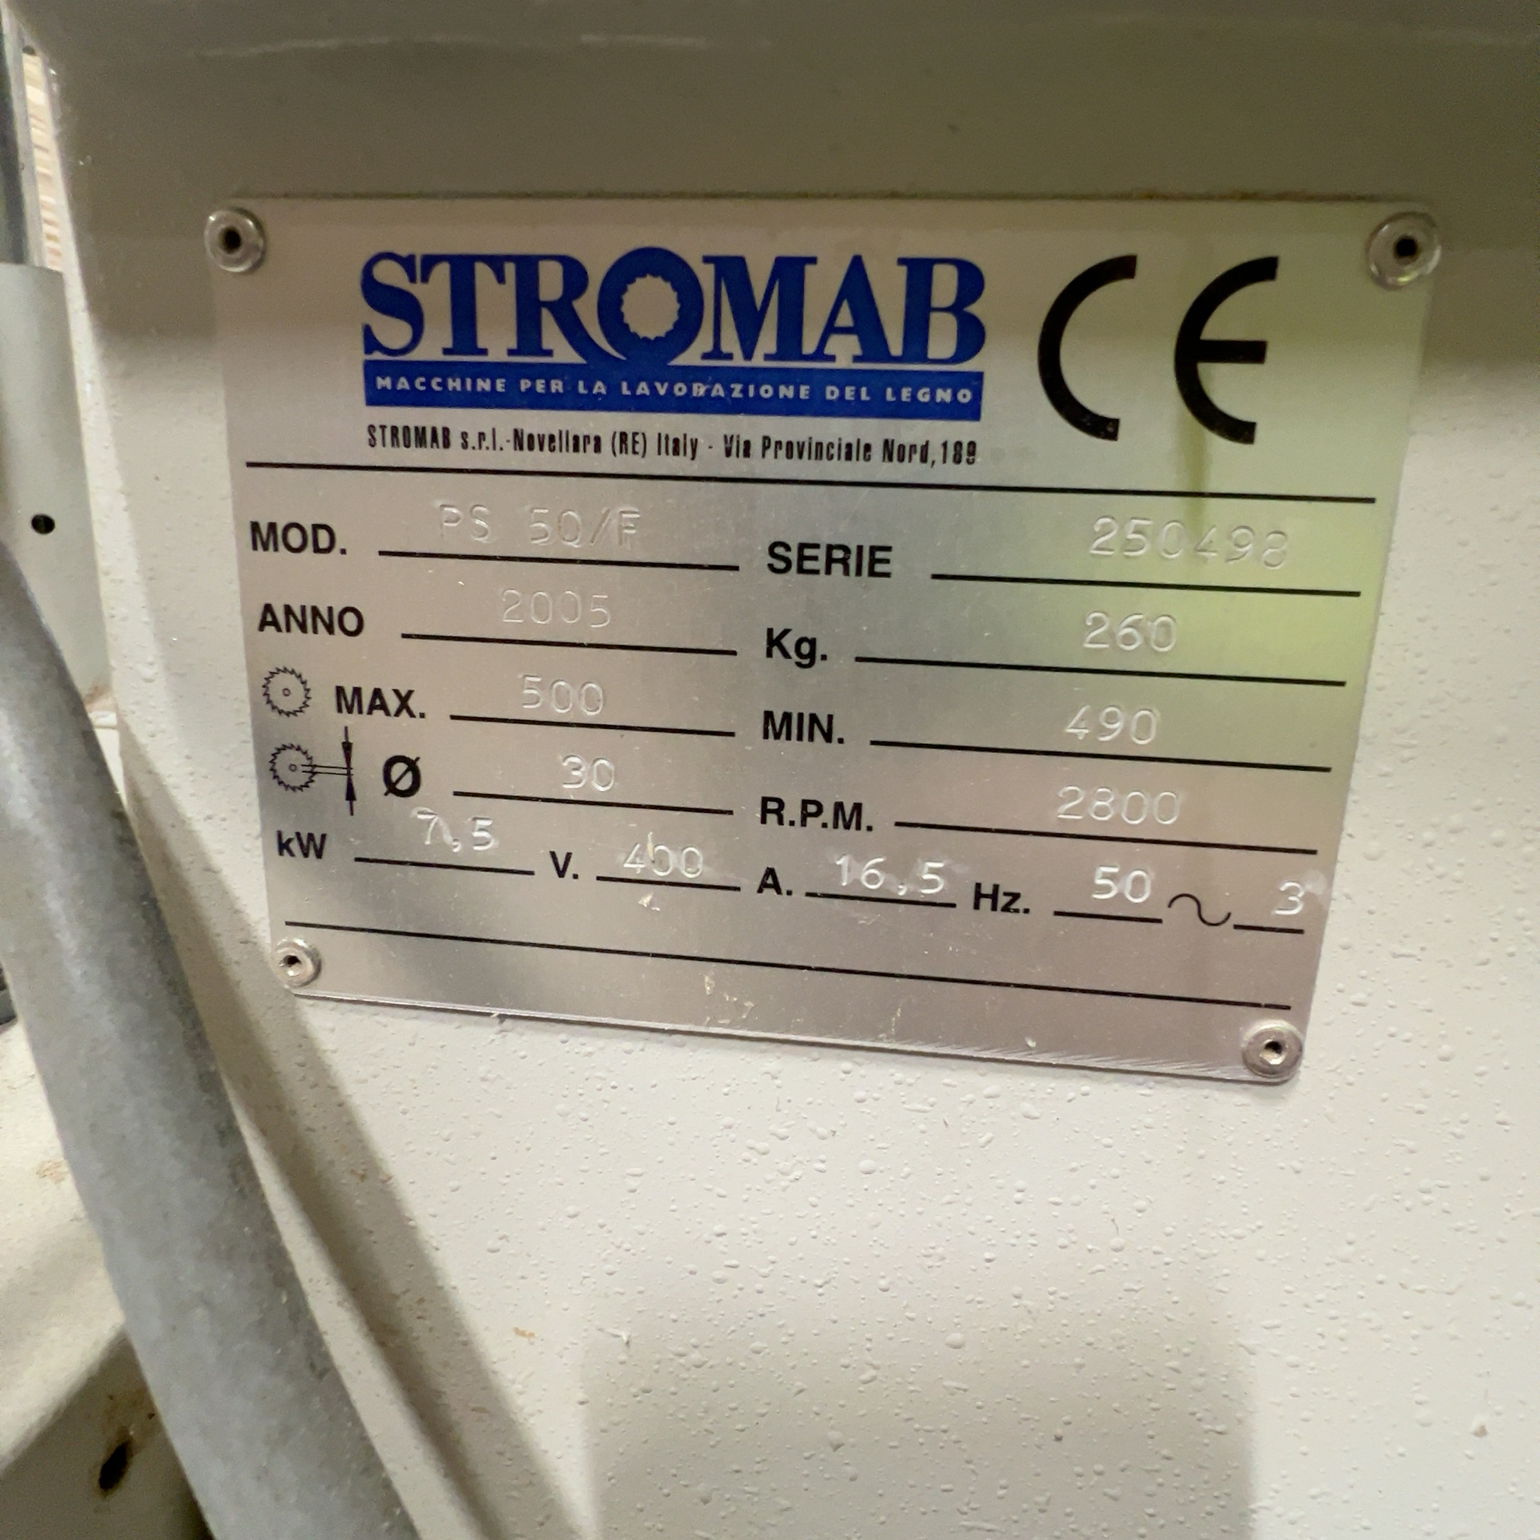 STROMAB CE
MACCHINE PER LA LAVORAZIONE DEL LEGNO
STROMAB s.r.l.-Novellara (RE) Italy - Via Provinciale Nord,189
MOD. PS 50/F SERIE 250498
ANNO 2005 Kg. 260
MAX. 500 MIN. 490
Ø 30 R.P.M. 2800
kW 7,5 V. 400 A. 16,5 Hz. 50 ~ 3